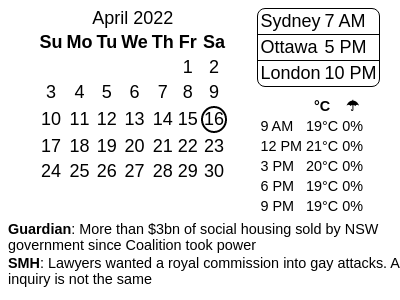 April 2022
Su Mo Tu We Th Fr Sa
1 2
3 4 5 6 7 8 9
10 11 12 13 14 15 16
17 18 19 20 21 22 23
24 25 26 27 28 29 30
Sydney 7 AM
Ottawa 5 PM
London 10 PM
°C ☂
9 AM 19°C 0%
12 PM 21°C 0%
3 PM 20°C 0%
6 PM 19°C 0%
9 PM 19°C 0%
Guardian: More than $3bn of social housing sold by NSW
government since Coalition took power
SMH: Lawyers wanted a royal commission into gay attacks. A
inquiry is not the same